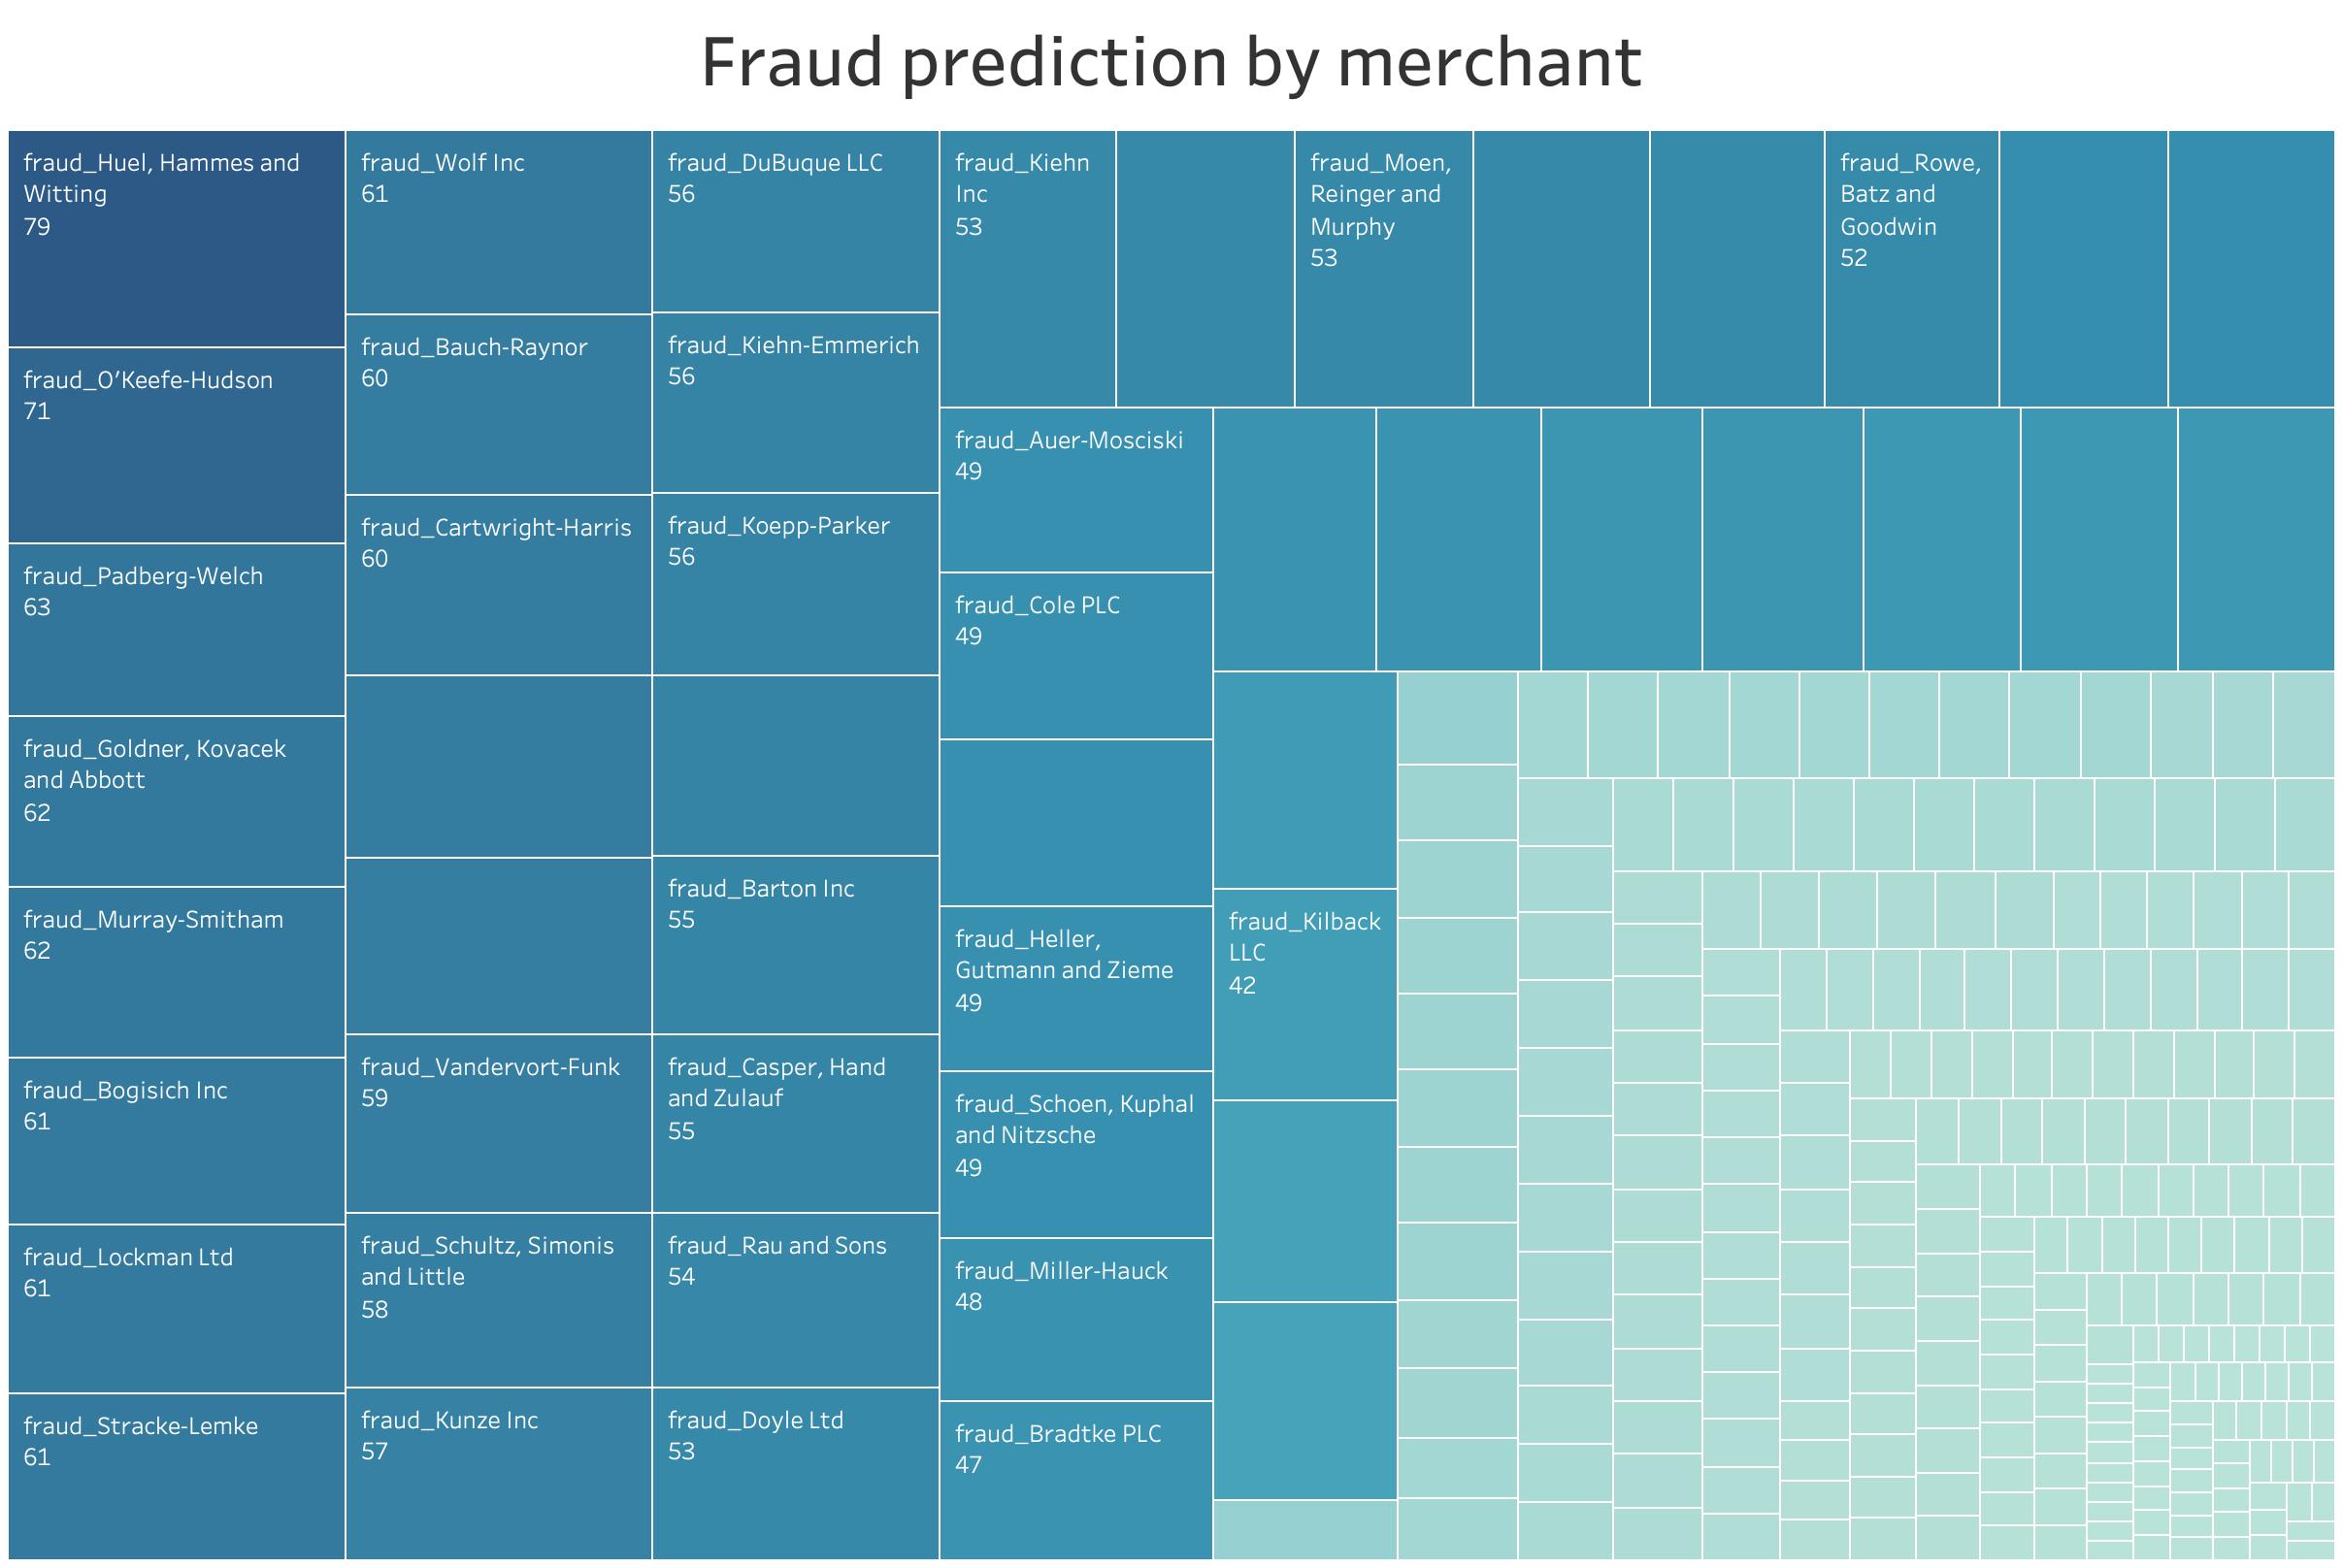 Fraud prediction by merchant
fraud_Huel, Hammes and
Witting
79
fraud_O’Keefe-Hudson
71
fraud_Padberg-Welch
63
fraud_Goldner, Kovacek
and Abbott
62
fraud_Murray-Smitham
62
fraud_Bogisich Inc
61
fraud_Lockman Ltd
61
fraud_Stracke-Lemke
61
fraud_Wolf Inc
61
fraud_Bauch-Raynor
60
fraud_Cartwright-Harris
60
fraud_Vandervort-Funk
59
fraud_Schultz, Simonis
and Little
58
fraud_Kunze Inc
57
fraud_DuBuque LLC
56
fraud_Kiehn-Emmerich
56
fraud_Koepp-Parker
56
fraud_Barton Inc
55
fraud_Casper, Hand
and Zulauf
55
fraud_Rau and Sons
54
fraud_Doyle Ltd
53
fraud_Kiehn
Inc
53
fraud_Moen,
Reinger and
Murphy
53
fraud_Rowe,
Batz and
Goodwin
52
fraud_Auer-Mosciski
49
fraud_Cole PLC
49
fraud_Heller,
Gutmann and Zieme
49
fraud_Schoen, Kuphal
and Nitzsche
49
fraud_Miller-Hauck
48
fraud_Bradtke PLC
47
fraud_Kilback
LLC
42